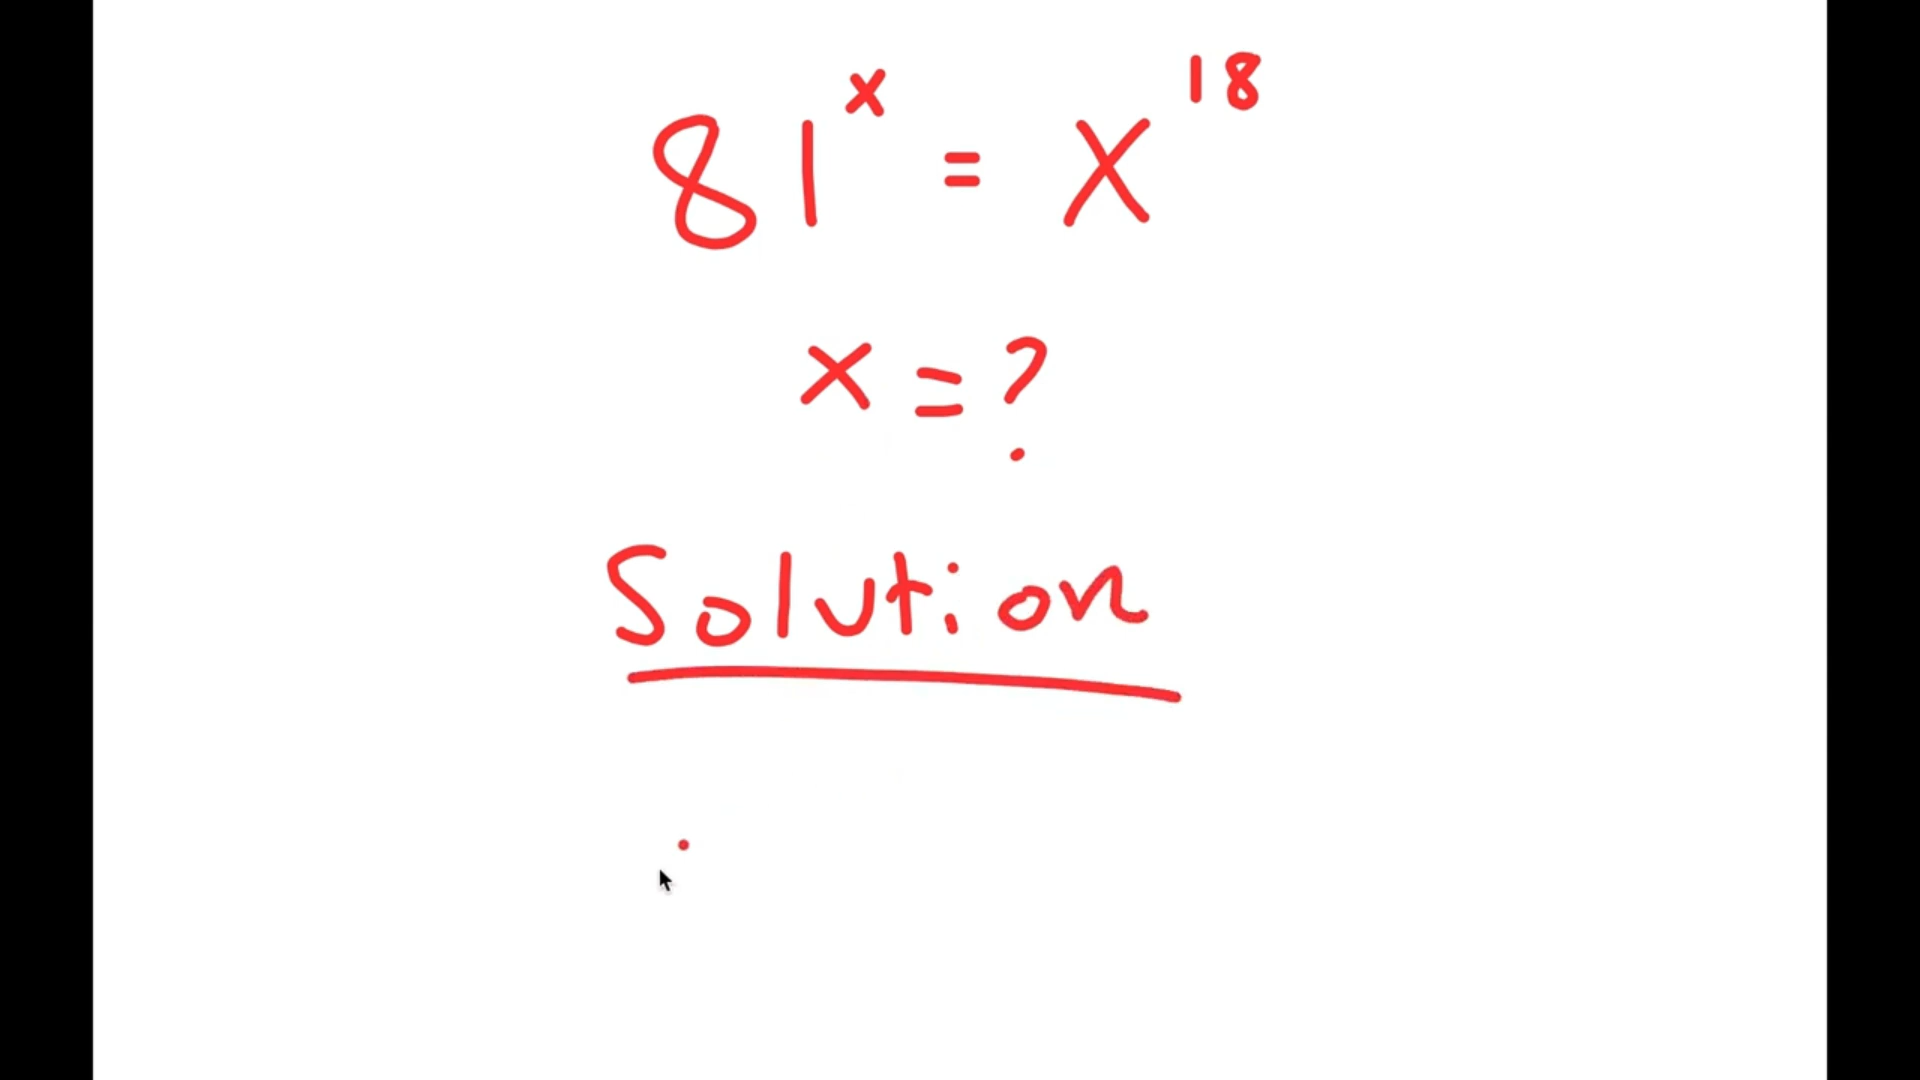 81^x = x^18
x = ?
Solution